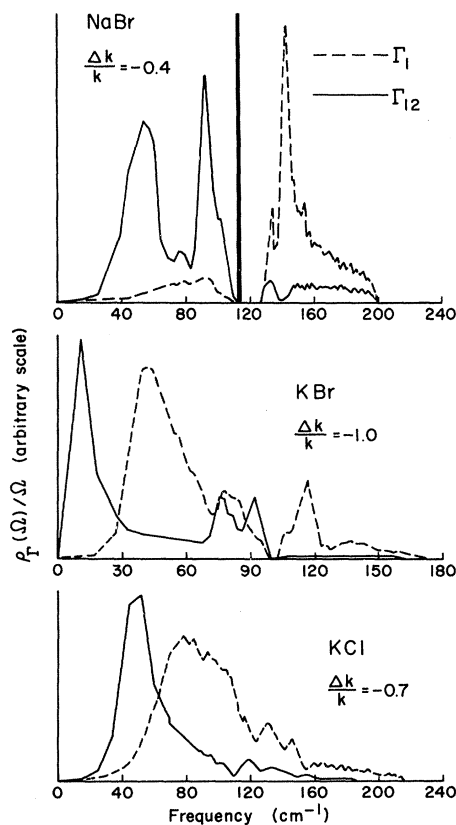 NaBr
Δk/k = -0.4
Γ1
Γ12
0 40 80 120 160 200 240
ρΓ(Ω)/Ω (arbitrary scale)
KBr
Δk/k = -1.0
0 30 60 90 120 150 180
KCl
Δk/k = -0.7
0 40 80 120 160 200 240
Frequency (cm⁻¹)